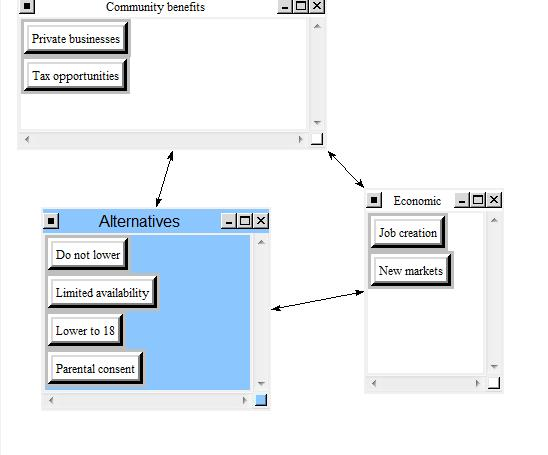 Community benefits
Private businesses
Tax opportunities
Alternatives
Do not lower
Limited availability
Lower to 18
Parental consent
Economic
Job creation
New markets